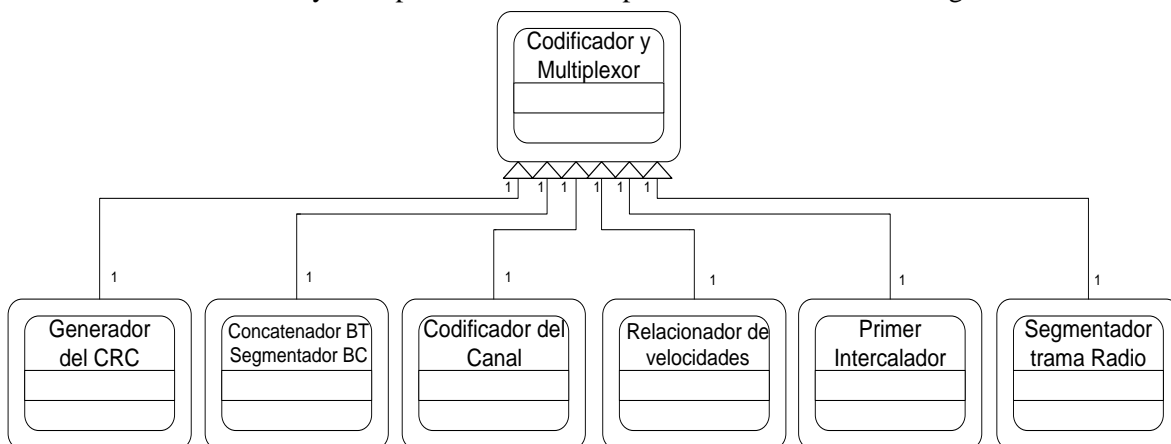 Codificador y
Multiplexor
1 1 1 1 1 1
1 1 1 1 1 1
Generador
del CRC
Concatenador BT
Segmentador BC
Codificador del
Canal
Relacionador de
velocidades
Primer
Intercalador
Segmentador
trama Radio